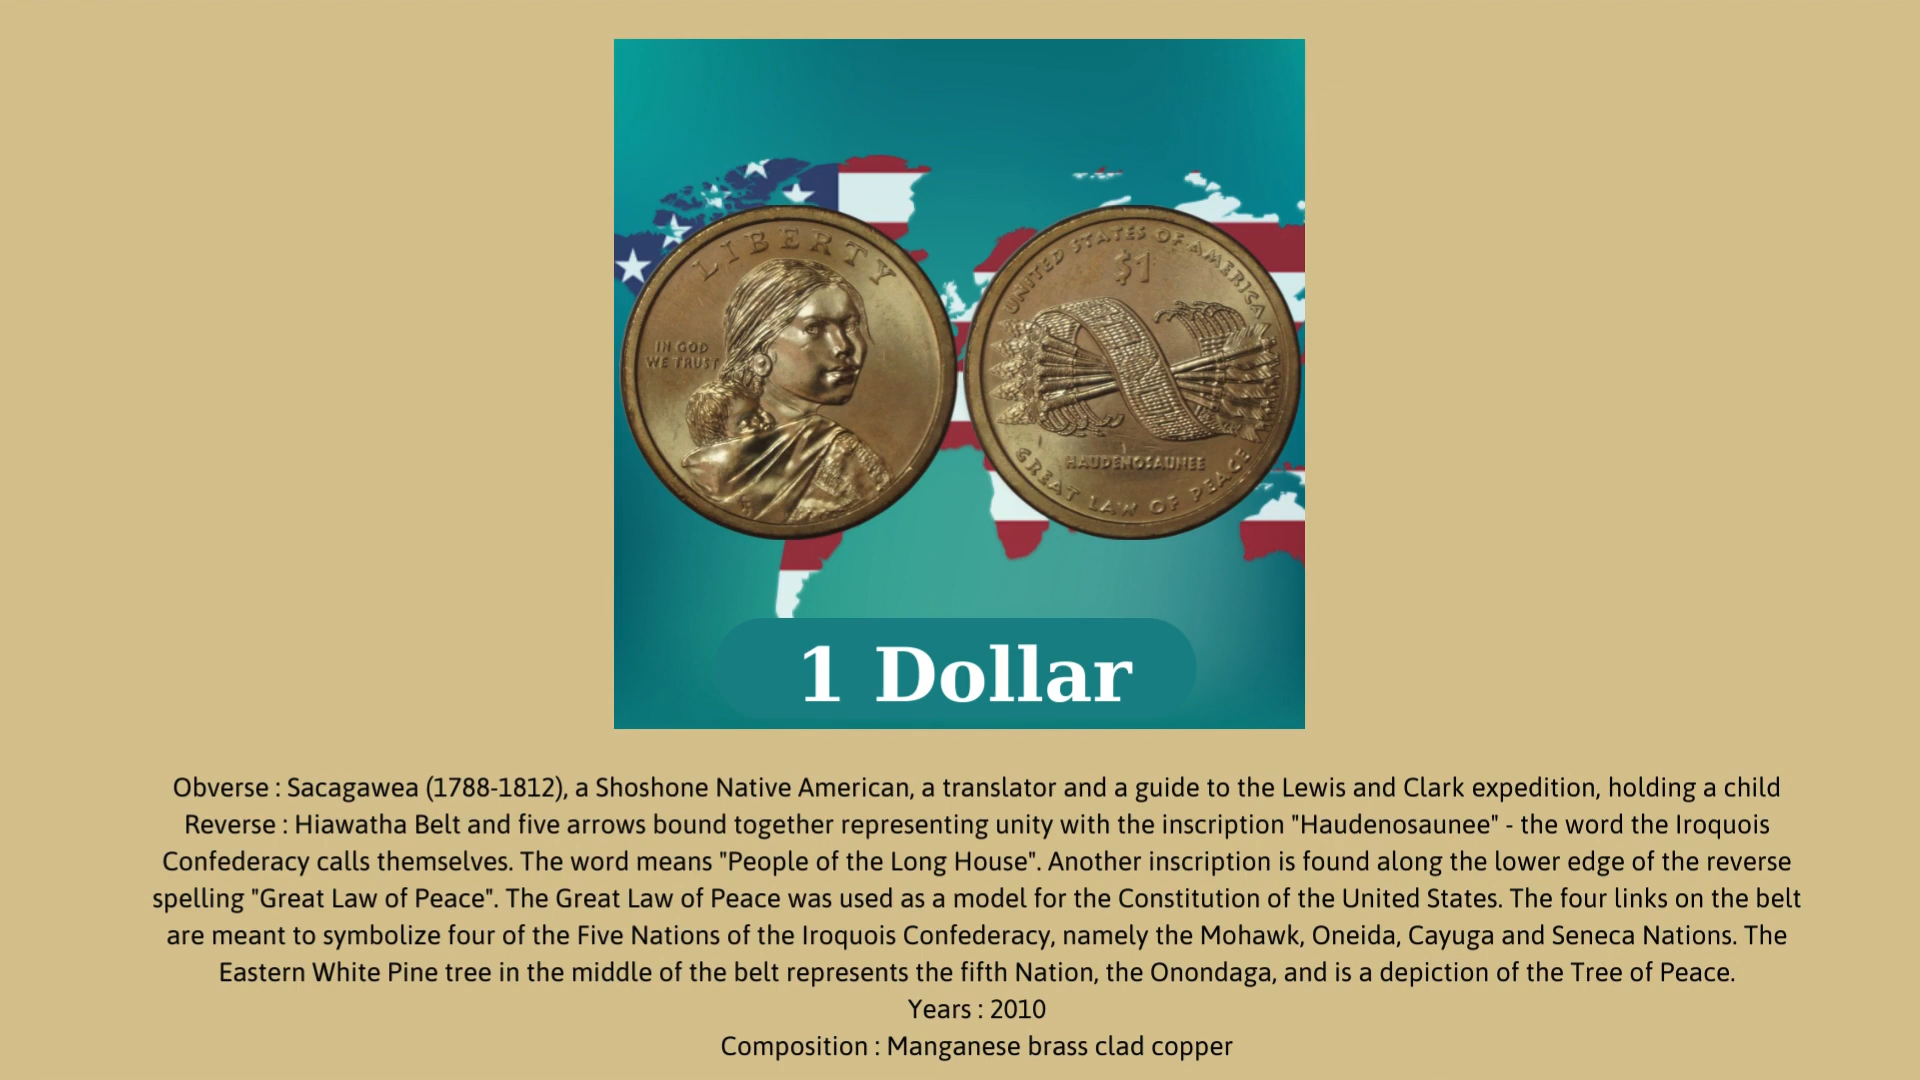 LIBERTY
IN GOD
WE TRUST
UNITED STATES OF AMERICA
$1
HAUDENOSAUNEE
GREAT LAW OF PEACE
1 Dollar
Obverse : Sacagawea (1788-1812), a Shoshone Native American, a translator and a guide to the Lewis and Clark expedition, holding a child
Reverse : Hiawatha Belt and five arrows bound together representing unity with the inscription "Haudenosaunee" - the word the Iroquois
Confederacy calls themselves. The word means "People of the Long House". Another inscription is found along the lower edge of the reverse
spelling "Great Law of Peace". The Great Law of Peace was used as a model for the Constitution of the United States. The four links on the belt
are meant to symbolize four of the Five Nations of the Iroquois Confederacy, namely the Mohawk, Oneida, Cayuga and Seneca Nations. The
Eastern White Pine tree in the middle of the belt represents the fifth Nation, the Onondaga, and is a depiction of the Tree of Peace.
Years : 2010
Composition : Manganese brass clad copper